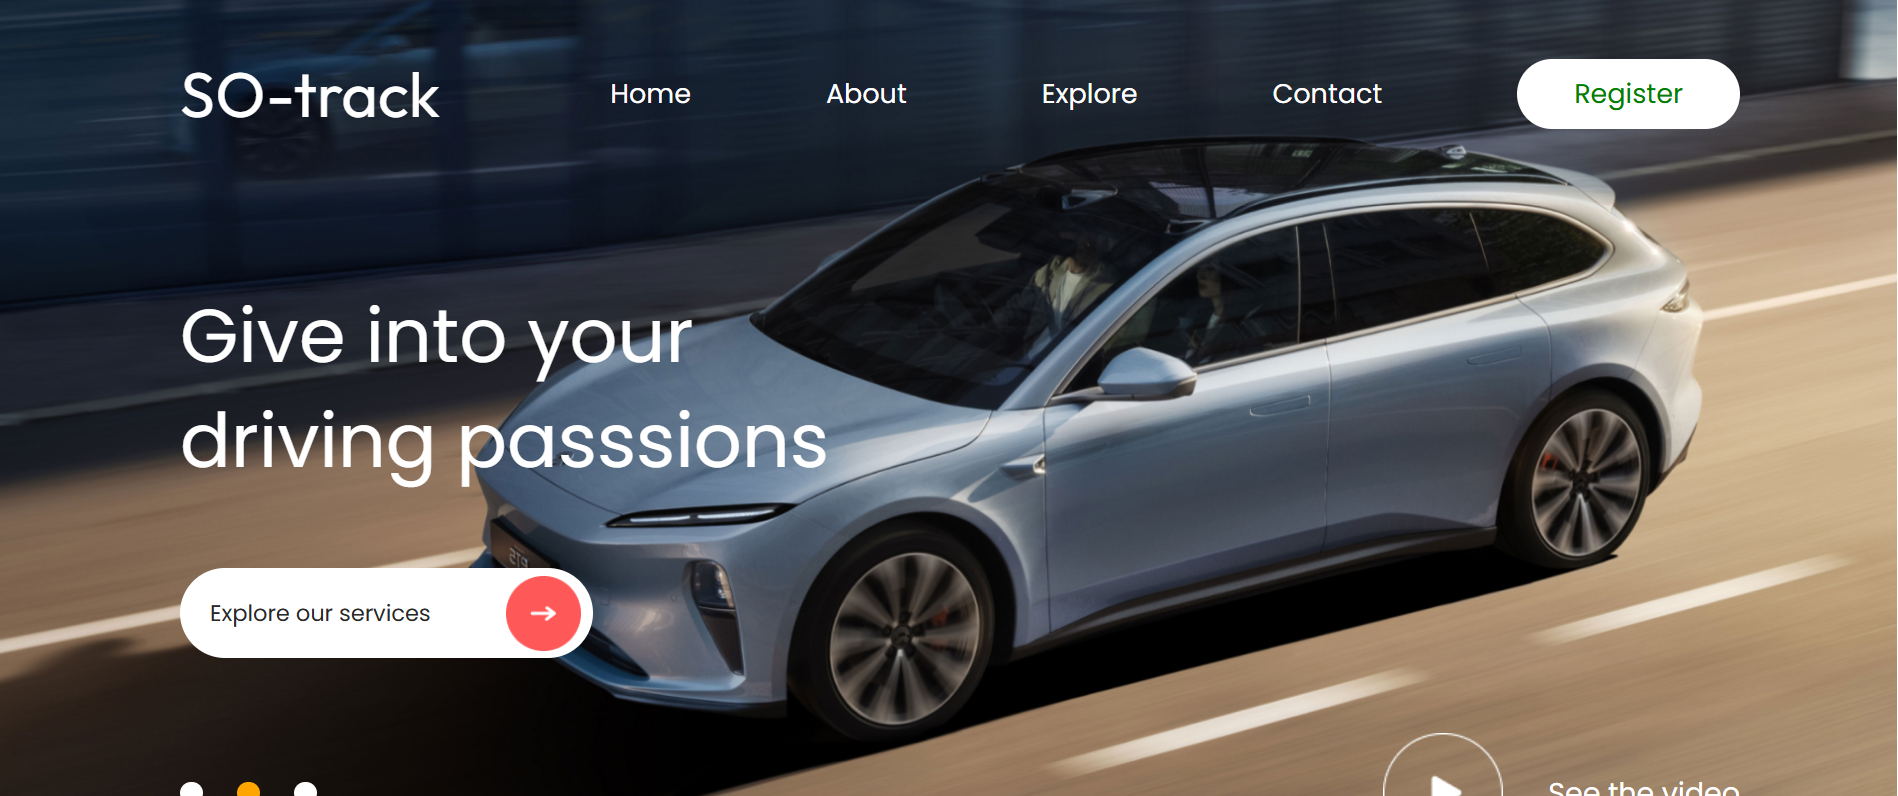 SO-track
Home
About
Explore
Contact
Register
Give into your
driving passsions
Explore our services
See the video